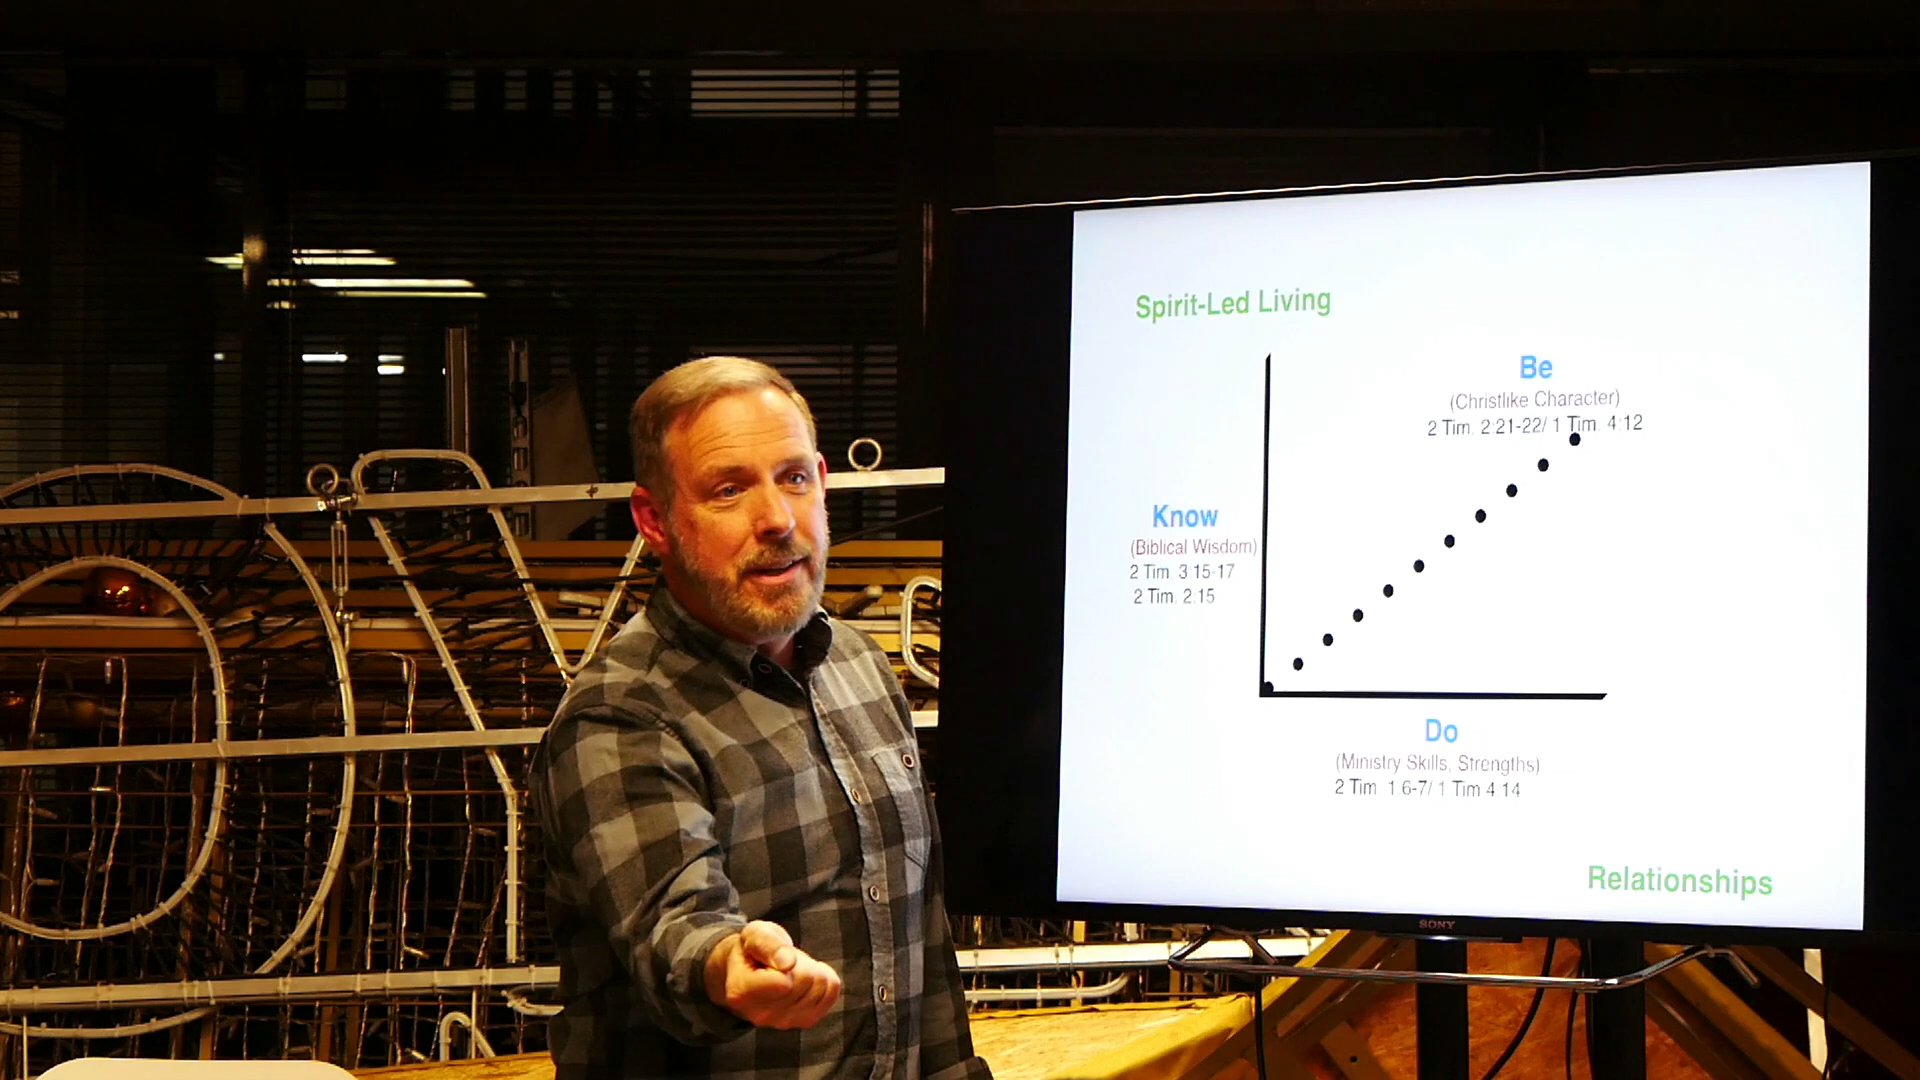 Spirit-Led Living
Be
(Christlike Character)
2 Tim. 2:21-22/ 1 Tim. 4:12
Know
(Biblical Wisdom)
2 Tim. 3:15-17
2 Tim. 2:15
Do
(Ministry Skills, Strengths)
2 Tim 1:6-7/ 1 Tim 4:14
Relationships
SONY